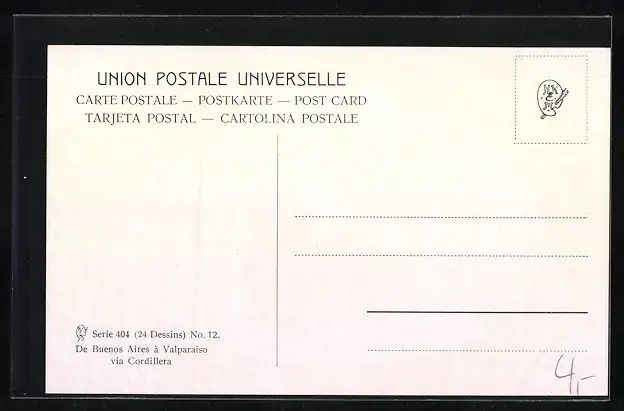 UNION POSTALE UNIVERSELLE
CARTE POSTALE — POSTKARTE — POST CARD
TARJETA POSTAL — CARTOLINA POSTALE
Serie 404 (24 Dessins) No. 12.
De Buenos Aires à Valparaiso
via Cordillera
4,-